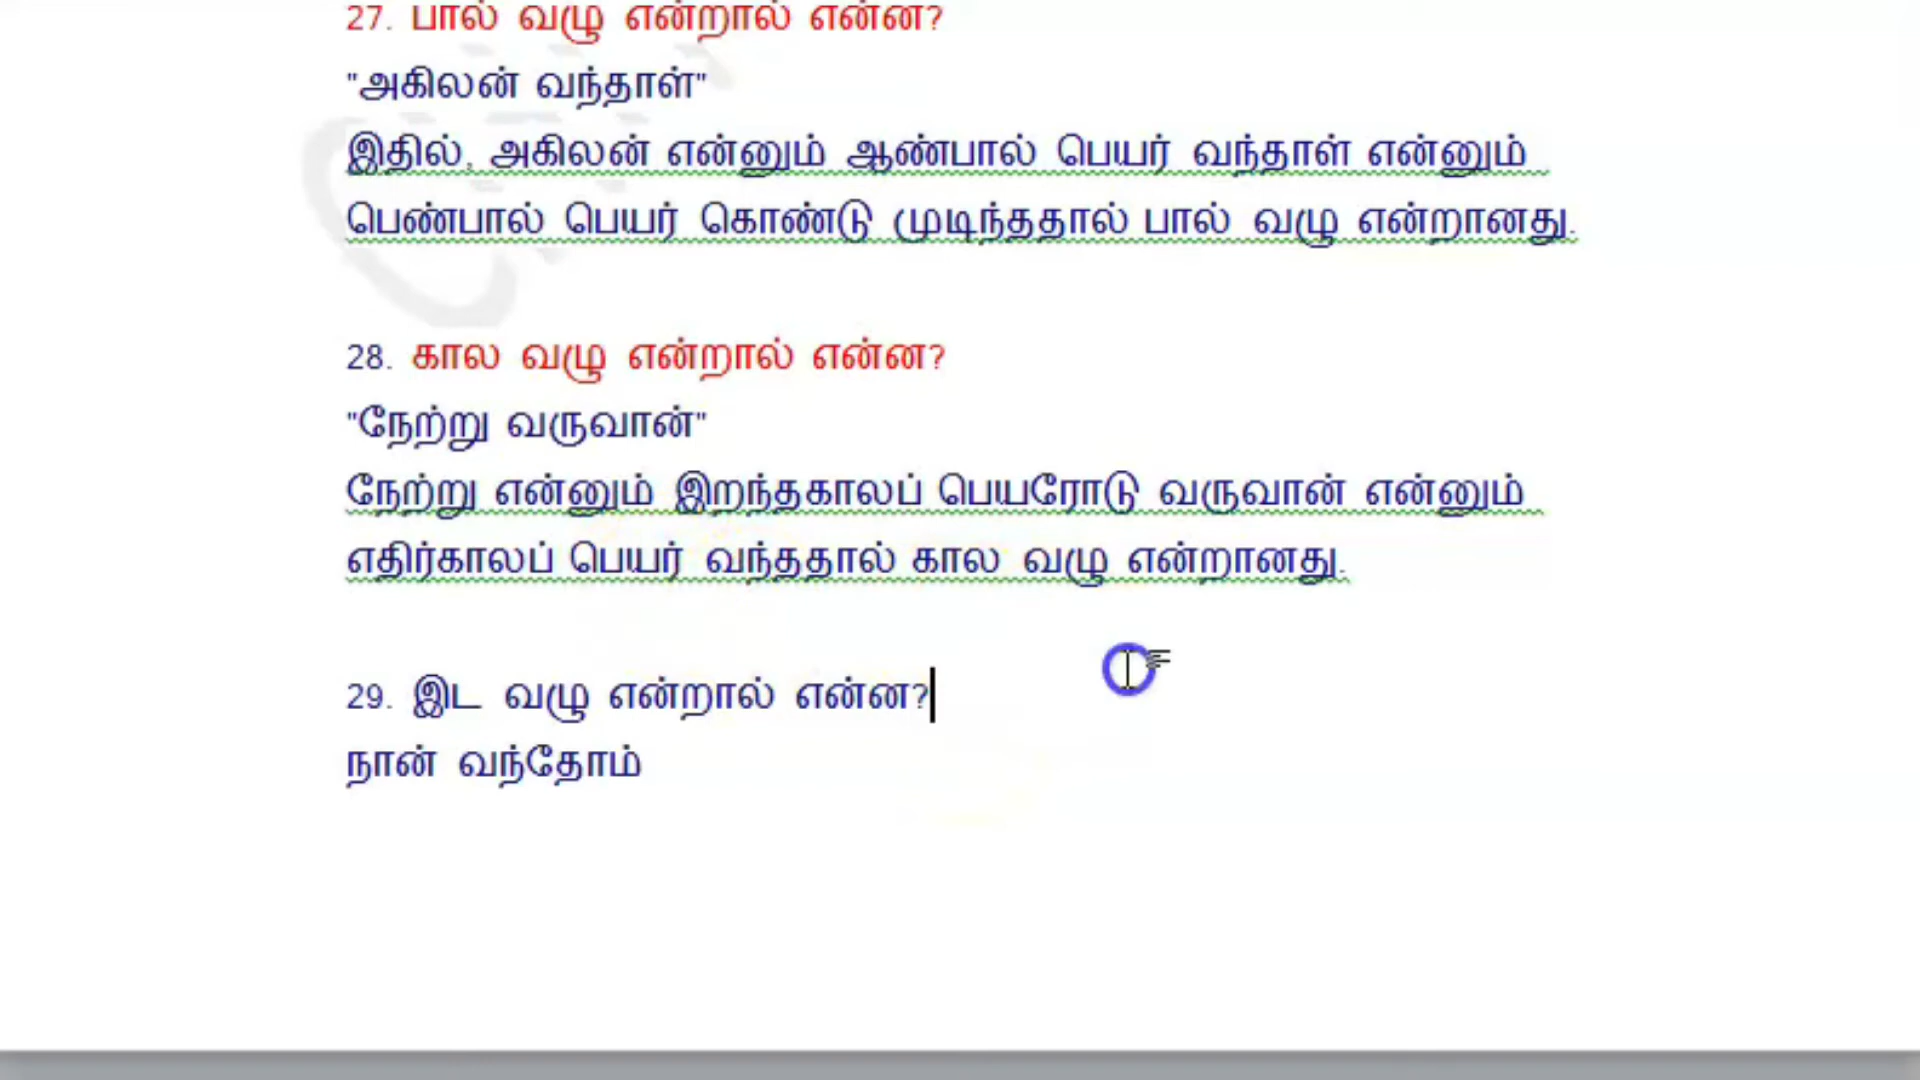 27. பால் வழு என்றால் என்ன?
"அகிலன் வந்தாள்"
இதில், அகிலன் என்னும் ஆண்பால் பெயர் வந்தாள் என்னும்
பெண்பால் பெயர் கொண்டு முடிந்ததால் பால் வழு என்றானது.
28. கால வழு என்றால் என்ன?
"நேற்று வருவான்"
நேற்று என்னும் இறந்தகாலப் பெயரோடு வருவான் என்னும்
எதிர்காலப் பெயர் வந்ததால் கால வழு என்றானது.
29. இட வழு என்றால் என்ன?
நான் வந்தோம்